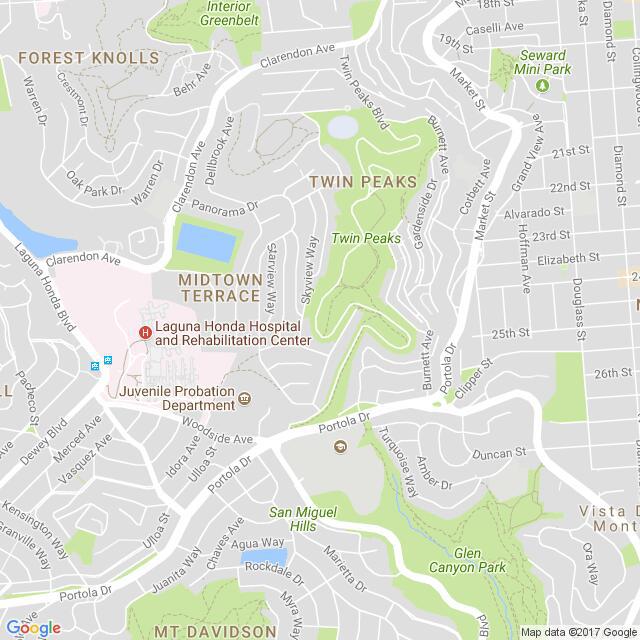 Interior
Greenbelt
18th St
Caselli Ave
19th St
Clarendon Ave
FOREST KNOLLS
Behr Ave
Crestmont Dr
Warren Dr
Twin Peaks Blvd
Market St
Seward
Mini Park
Diamond St
Collingwood St
Dellbrook Ave
Clarendon Ave
Burnett Ave
Grand View Ave
21st St
Diamond St
Oak Park Dr
Warren Dr
TWIN PEAKS
Corbett Ave
22nd St
Panorama Dr
Gardenside Dr
Market St
Alvarado St
Hoffman Ave
23rd St
Twin Peaks
Elizabeth St
Clarendon Ave
Laguna Honda Blvd
Starview Way
Skyview Way
MIDTOWN
TERRACE
Douglass St
Laguna Honda Hospital
and Rehabilitation Center
25th St
Burnett Ave
Portola Dr
Clipper St
26th St
Pacheco St
Juvenile Probation
Department
Dewey Blvd
Merced Ave
Vasquez Ave
Woodside Ave
Portola Dr
Idora Ave
Ulloa St
Portola Dr
Turquoise Way
Amber Dr
Duncan St
Kensington Way
Granville Way
Ulloa St
San Miguel
Hills
Chaves Ave
Agua Way
Rockdale Dr
Marietta Dr
Juanita Way
Portola Dr
Myra Way
Glen
Canyon Park
Ora Way
MT DAVIDSON
Google
Map data ©2017 Google